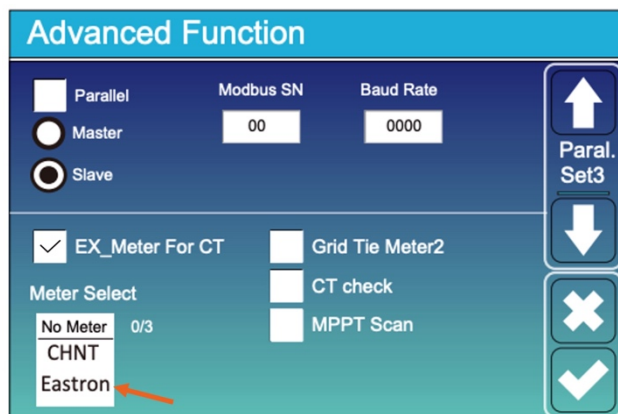 Advanced Function
Parallel
Modbus SN
Baud Rate
00
0000
Master
Slave
Paral.
Set3
EX_Meter For CT
Grid Tie Meter2
CT check
MPPT Scan
Meter Select
No Meter 0/3
CHNT
Eastron